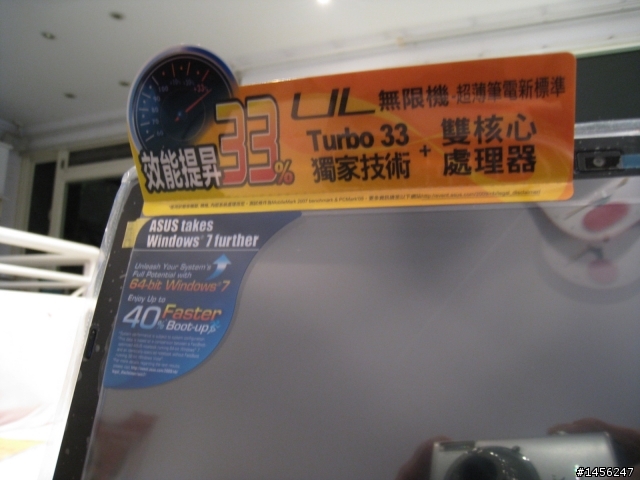 UL 無限機 - 超薄筆電新標準
效能提昇33%
Turbo 33
獨家技術
+
雙核心
處理器
ASUS takes
Windows® 7 further
Unleash Your System's
Full Potential with
64-bit Windows®7
Enjoy Up to
40% Faster
Boot-up
#1456247